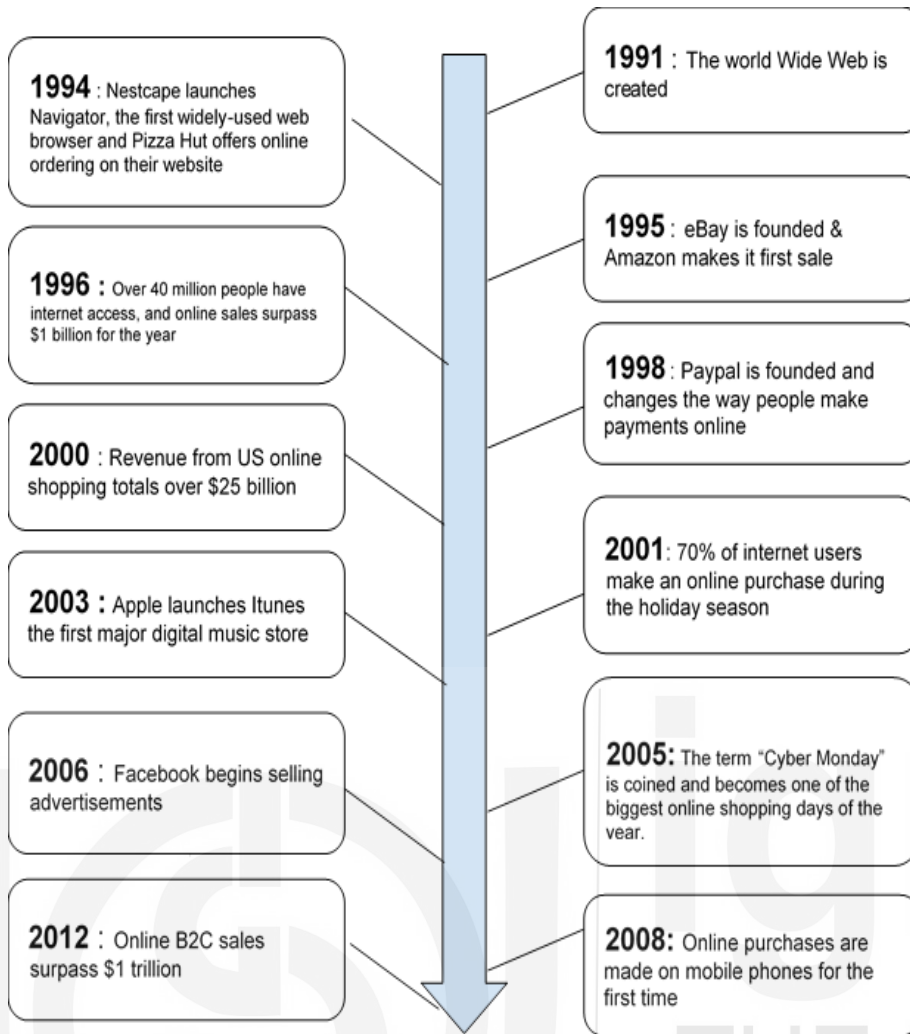 1991 : The world Wide Web is
created
1994 : Nestcape launches
Navigator, the first widely-used web
browser and Pizza Hut offers online
ordering on their website
1995 : eBay is founded &
Amazon makes it first sale
1996 : Over 40 million people have
internet access, and online sales surpass
$1 billion for the year
1998 : Paypal is founded and
changes the way people make
payments online
2000 : Revenue from US online
shopping totals over $25 billion
2001: 70% of internet users
make an online purchase during
the holiday season
2003 : Apple launches Itunes
the first major digital music store
2005: The term “Cyber Monday”
is coined and becomes one of the
biggest online shopping days of the
year.
2006 : Facebook begins selling
advertisements
2008: Online purchases are
made on mobile phones for the
first time
2012 : Online B2C sales
surpass $1 trillion